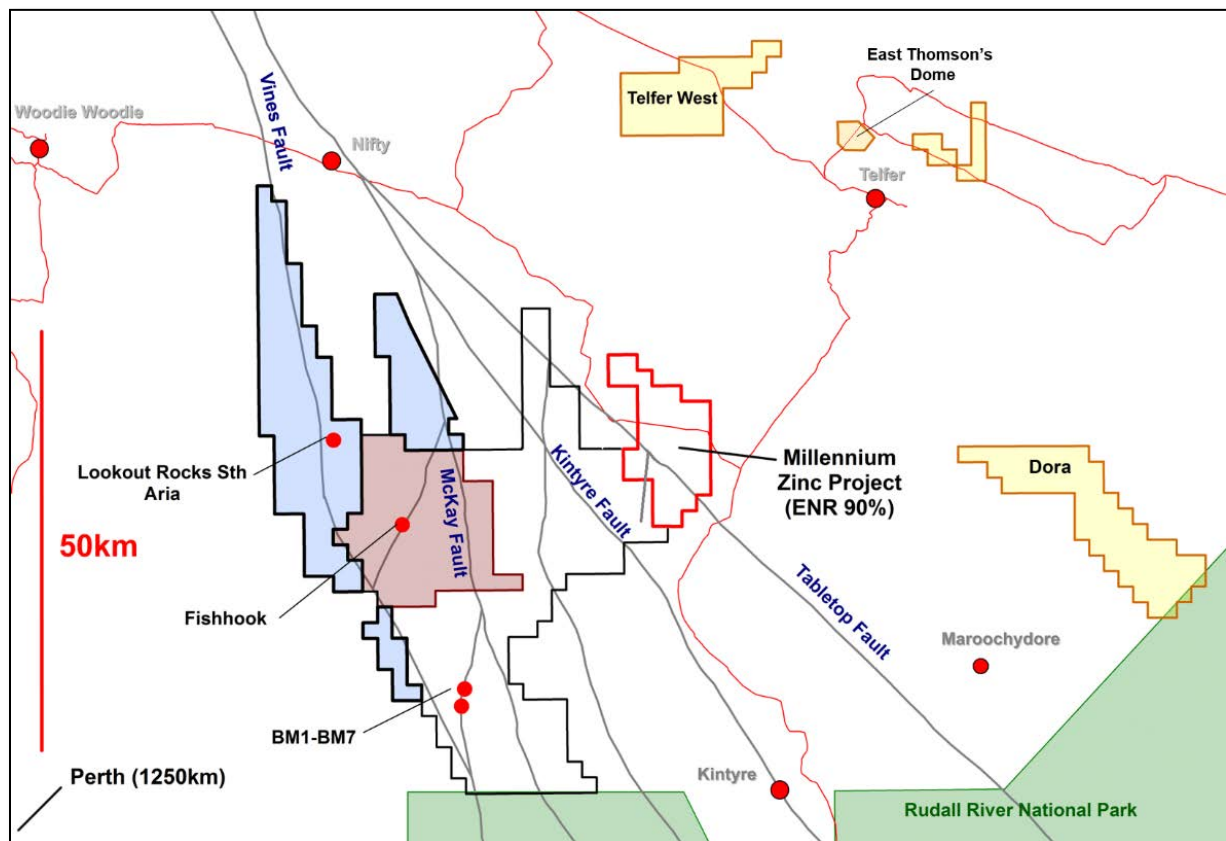 East Thomson's
Dome
Telfer West
Vines Fault
Woodie Woodie
Nifty
Telfer
Lookout Rocks Sth
Aria
McKay Fault
Kintyre Fault
Millennium
Zinc Project
(ENR 90%)
Dora
50km
Fishhook
Tabletop Fault
Maroochydore
BM1-BM7
Perth (1250km)
Kintyre
Rudall River National Park